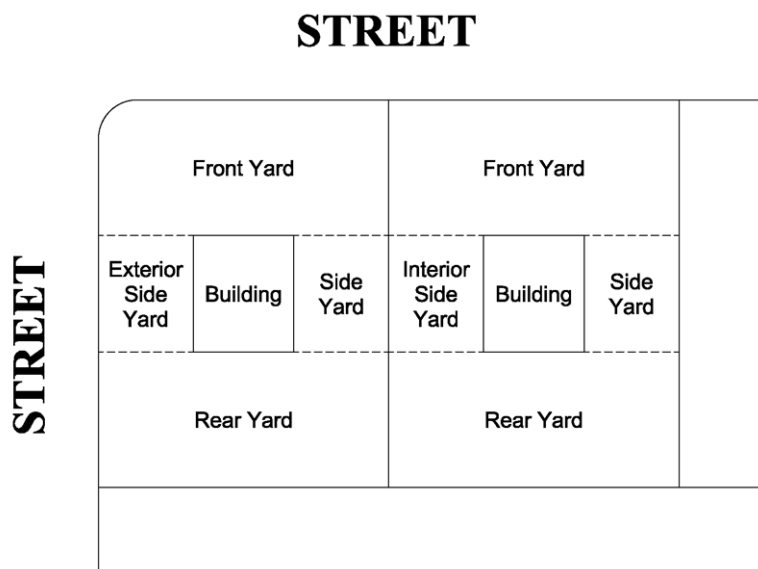 STREET
Front Yard
Front Yard
STREET
Exterior
Side
Yard
Building
Side
Yard
Interior
Side
Yard
Building
Side
Yard
Rear Yard
Rear Yard